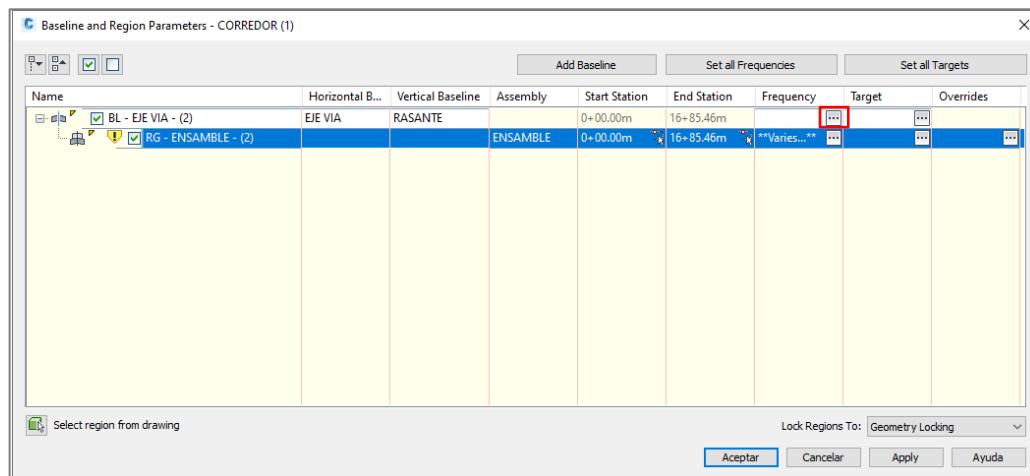 Baseline and Region Parameters - CORREDOR (1)
Add Baseline Set all Frequencies Set all Targets
Name Horizontal B... Vertical Baseline Assembly Start Station End Station Frequency Target Overrides
BL - EJE VIA - (2) EJE VIA RASANTE 0+00.00m 16+85.46m
RG - ENSAMBLE - (2) ENSAMBLE 0+00.00m 16+85.46m **Varies...**
Select region from drawing Lock Regions To: Geometry Locking
Aceptar Cancelar Apply Ayuda